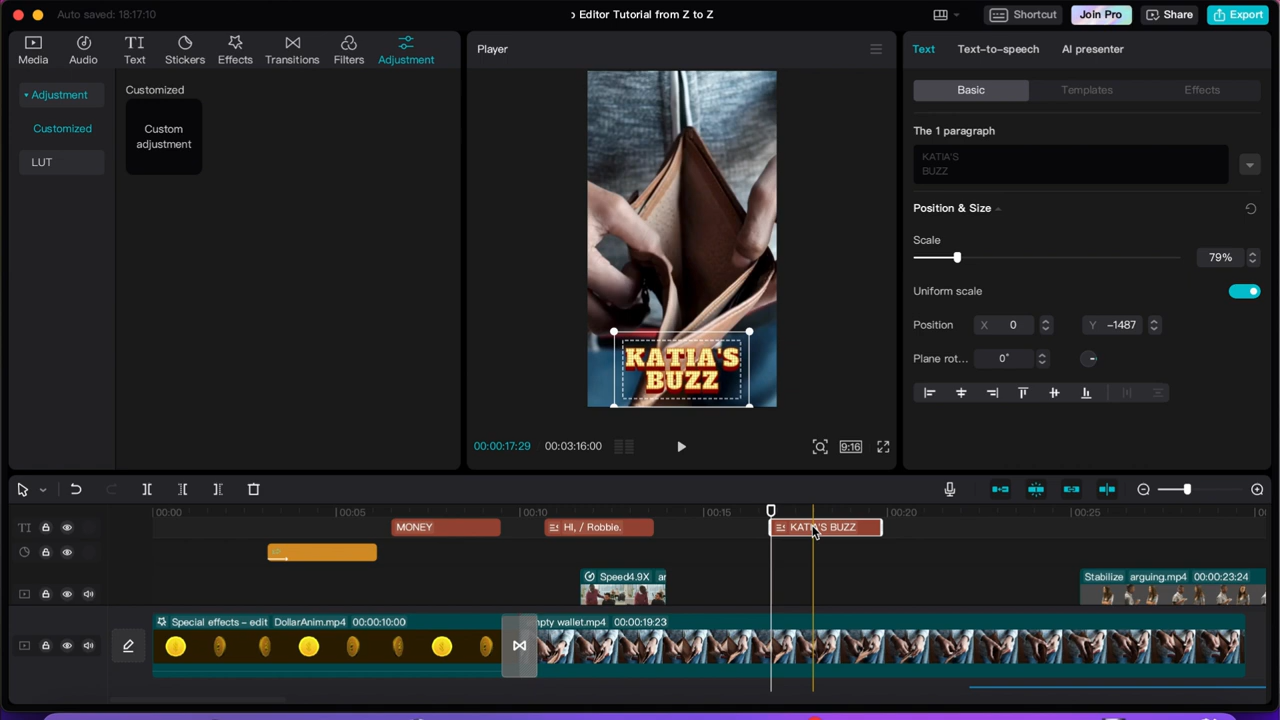 Auto saved: 18:17:10
Editor Tutorial from Z to Z
Shortcut
Join Pro
Share
Export
Media
Audio
Text
Stickers
Effects
Transitions
Filters
Adjustment
Adjustment
Customized
LUT
Customized
Custom
adjustment
Player
KATIA'S
BUZZ
00:00:17:29
00:03:16:00
9:16
Text
Text-to-speech
AI presenter
Basic
Templates
Effects
The 1 paragraph
KATIA'S
BUZZ
Position & Size
Scale
79%
Uniform scale
Position
X 0
Y -1487
Plane rot...
0°
00:00
00:05
00:10
00:15
00:20
00:25
TI
MONEY
HI, / Robbie.
BUZZ
Speed4.9X
Stabilize arguing.mp4 00:00:23:24
Special effects – edit DollarAnim.mp4 00:00:10:00
empty wallet.mp4 00:00:19:23